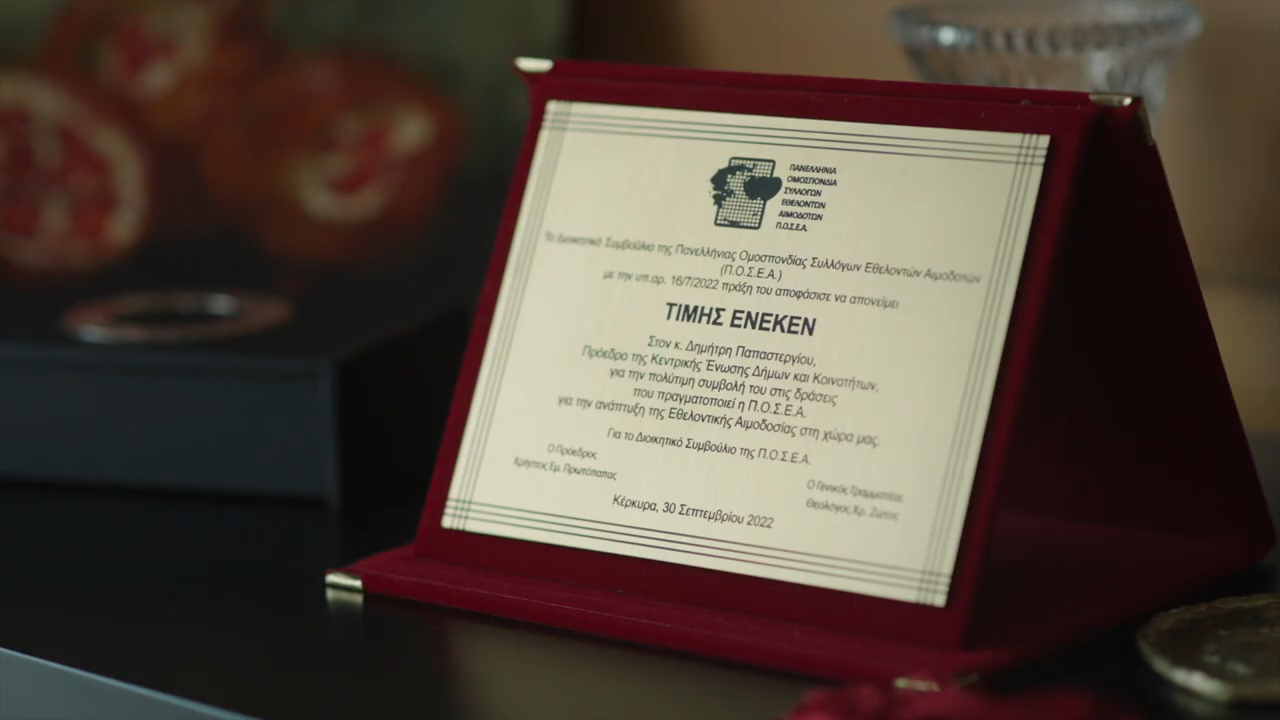 ΠΑΝΕΛΛΗΝΙΑ
ΟΜΟΣΠΟΝΔΙΑ
ΣΥΛΛΟΓΩΝ
ΕΘΕΛΟΝΤΩΝ
ΑΙΜΟΔΟΤΩΝ
Π.Ο.Σ.Ε.Α.
Το Διοικητικό Συμβούλιο της Πανελλήνιας Ομοσπονδίας Συλλόγων Εθελοντών Αιμοδοτών
(Π.Ο.Σ.Ε.Α.)
με την υπ.αρ. 16/7/2022 πράξη του αποφάσισε να απονείμει
ΤΙΜΗΣ ΕΝΕΚΕΝ
Στον κ. Δημήτρη Παπαστεργίου,
Πρόεδρο της Κεντρικής Ένωσης Δήμων και Κοινοτήτων,
για την πολύτιμη συμβολή του στις δράσεις
που πραγματοποιεί η Π.Ο.Σ.Ε.Α.
για την ανάπτυξη της Εθελοντικής Αιμοδοσίας στη χώρα μας.
Για το Διοικητικό Συμβούλιο της Π.Ο.Σ.Ε.Α.
Ο Πρόεδρος
Χρήστος Εμ. Πρωτόπαπας
Ο Γενικός Γραμματέας
Θεολόγος Χρ. Ζώτος
Κέρκυρα, 30 Σεπτεμβρίου 2022